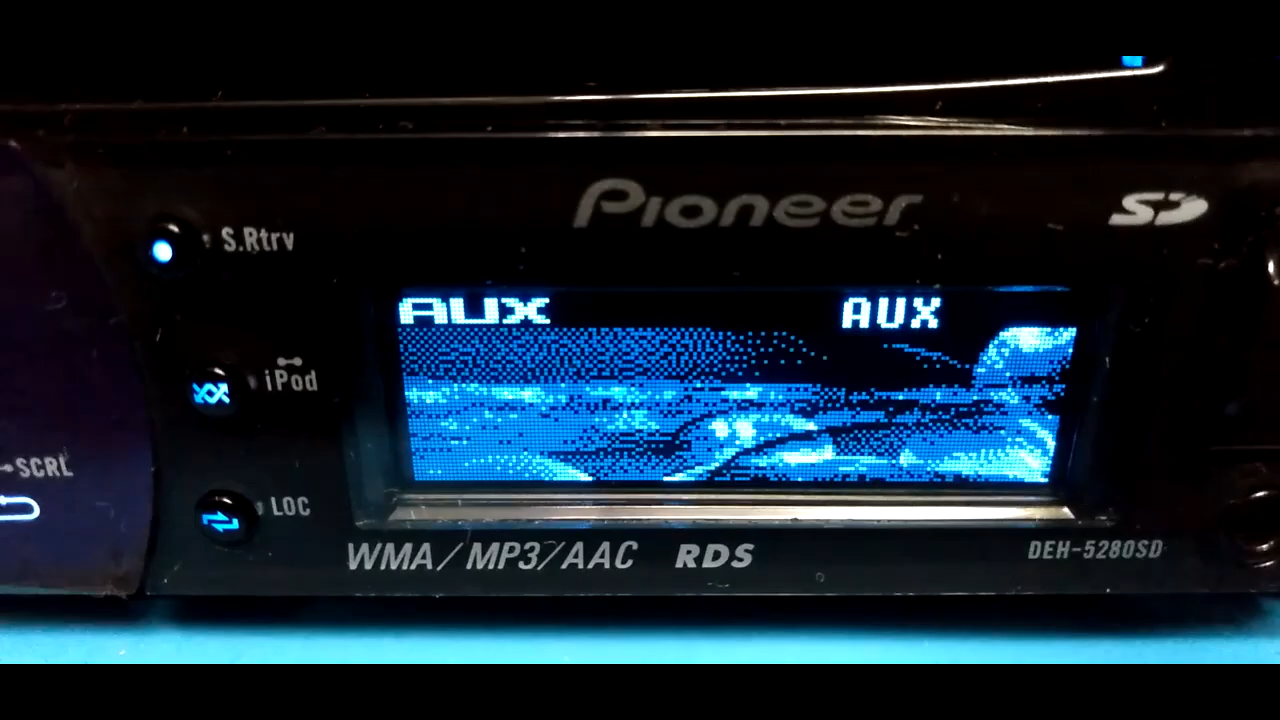 Pioneer
SD
S.Rtrv
AUX AUX
iPod
SCRL
LOC
WMA/MP3/AAC RDS
DEH-5280SD